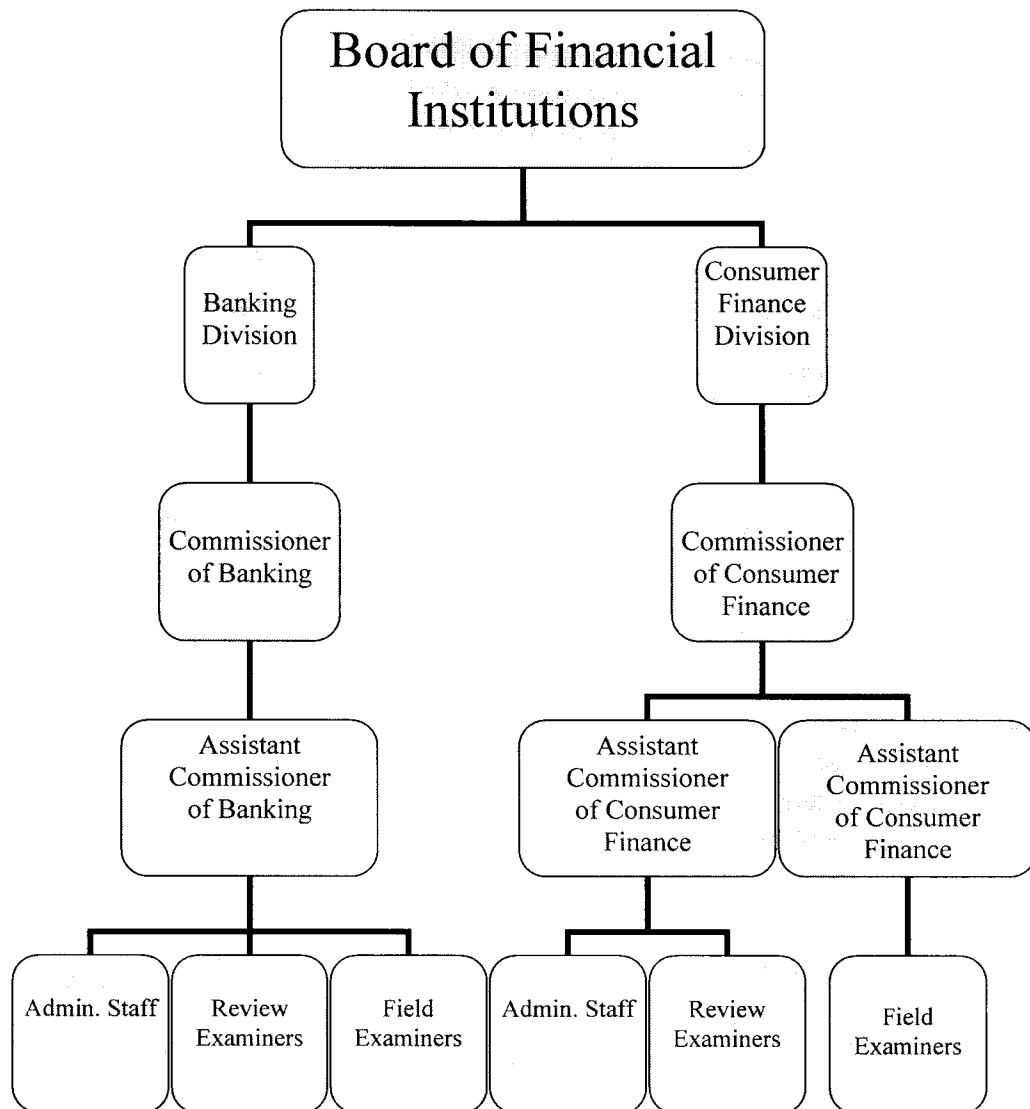 Board of Financial
Institutions
Banking
Division
Consumer
Finance
Division
Commissioner
of Banking
Commissioner
of Consumer
Finance
Assistant
Commissioner
of Banking
Assistant
Commissioner
of Consumer
Finance
Assistant
Commissioner
of Consumer
Finance
Admin. Staff
Review
Examiners
Field
Examiners
Admin. Staff
Review
Examiners
Field
Examiners